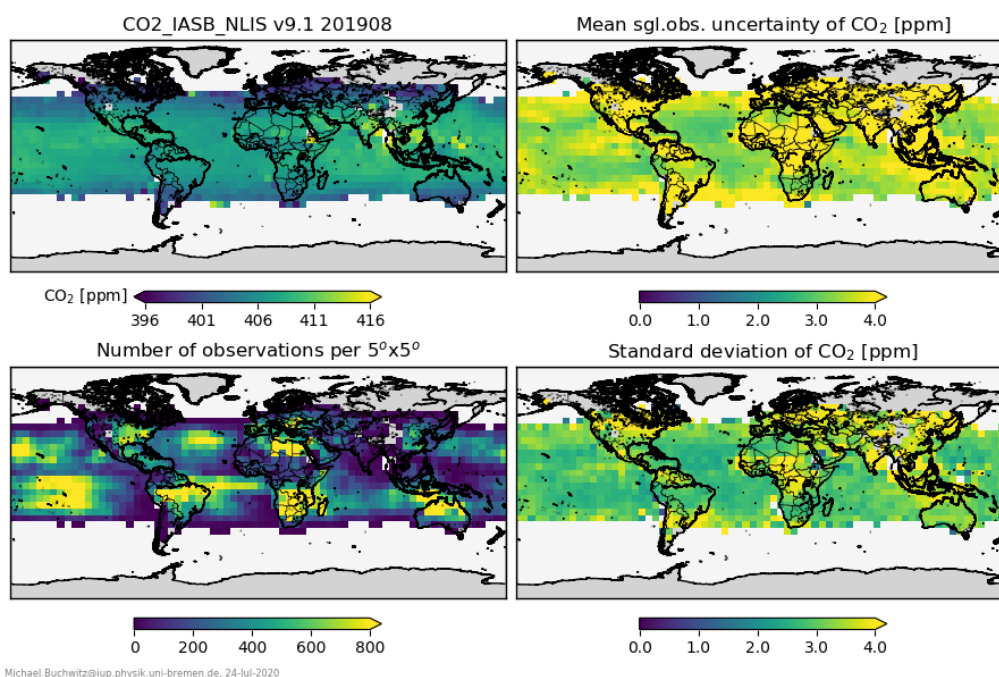 CO2_IASB_NLIS v9.1 201908
Mean sgl.obs. uncertainty of CO₂ [ppm]
CO₂ [ppm]
396 401 406 411 416
0.0 1.0 2.0 3.0 4.0
Number of observations per 5°x5°
Standard deviation of CO₂ [ppm]
0 200 400 600 800
0.0 1.0 2.0 3.0 4.0
Michael.Buchwitz@iup.physik.uni-bremen.de, 24-Jul-2020